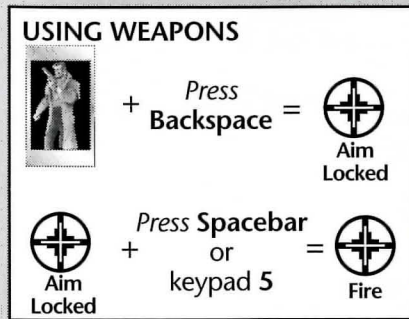 USING WEAPONS
+ Press Backspace =
Aim Locked
Aim Locked
+ Press Spacebar or keypad 5 =
Fire